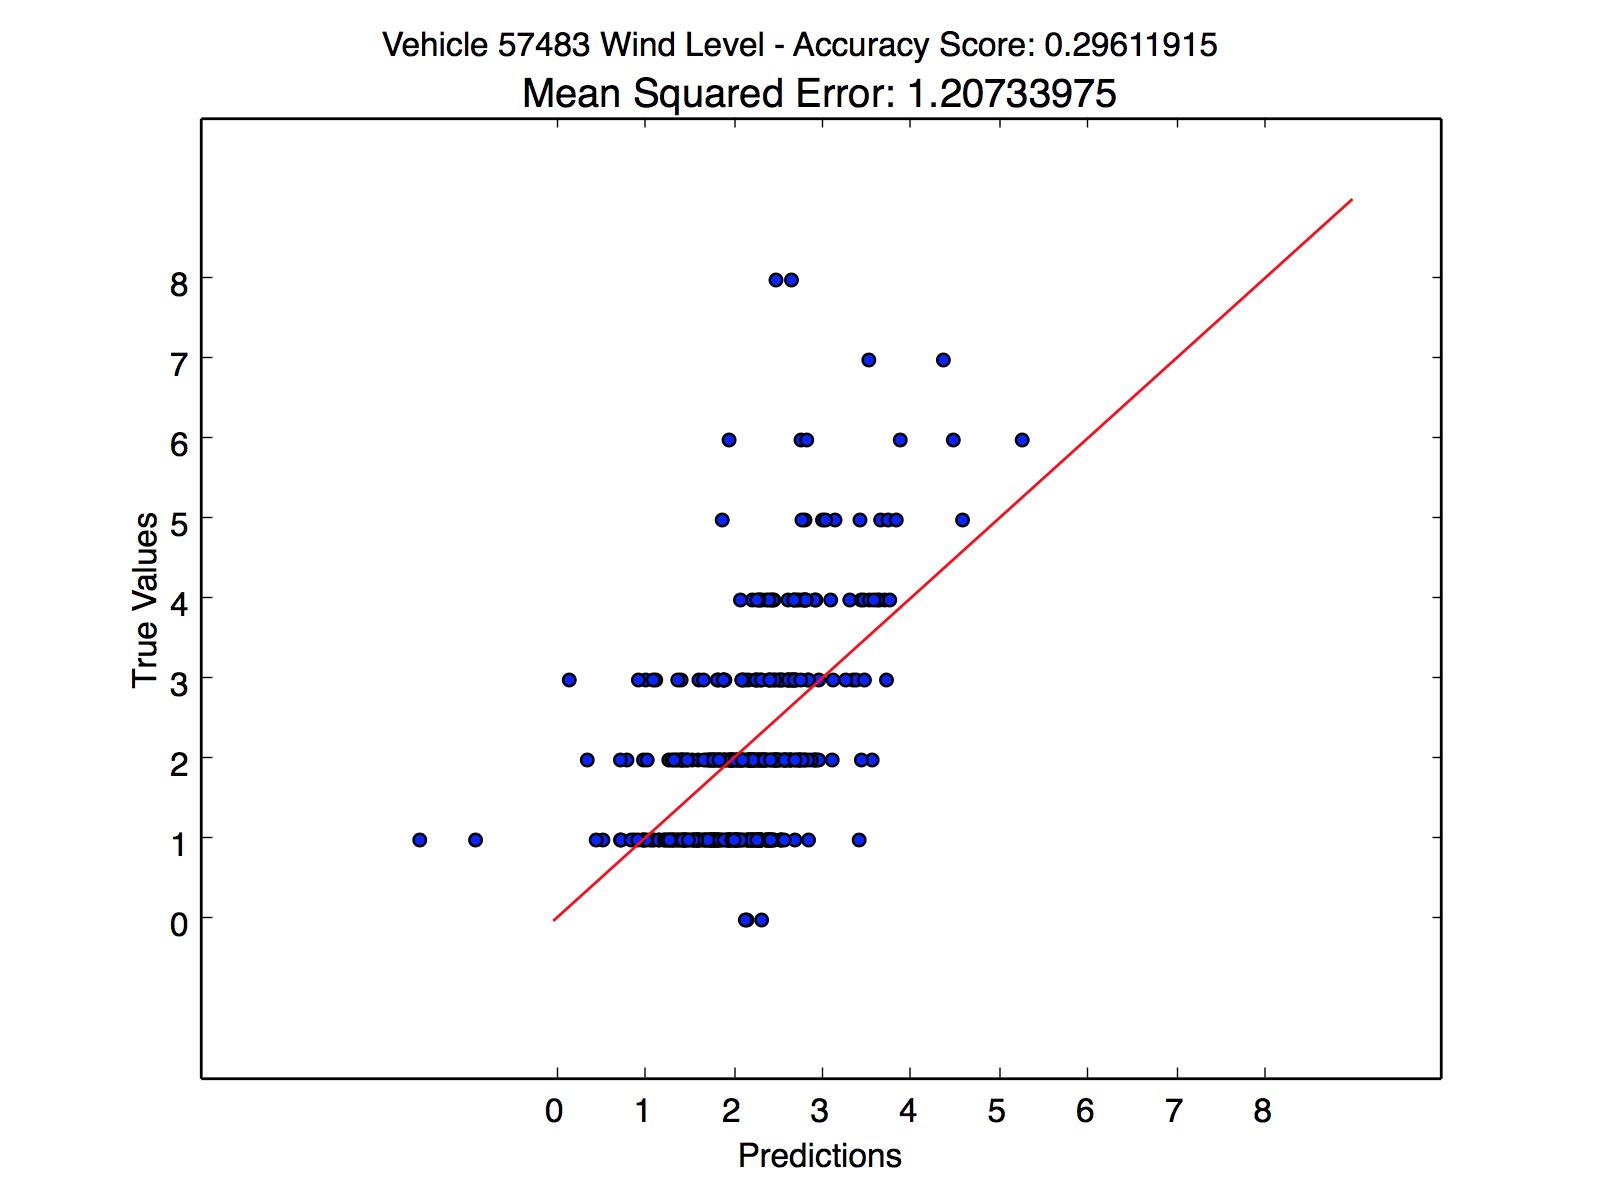 Vehicle 57483 Wind Level - Accuracy Score: 0.29611915
Mean Squared Error: 1.20733975
8
7
6
5
4
3
2
1
0
True Values
0 1 2 3 4 5 6 7 8
Predictions